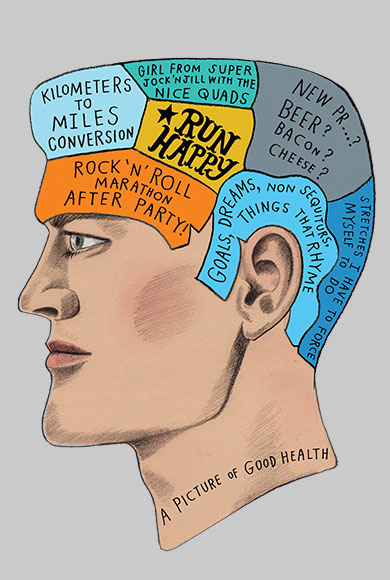 KILOMETERS
TO
MILES
CONVERSION
GIRL FROM SUPER
JOCK'NJILL WITH THE
NICE QUADS
RUN
HAPPY
NEW PR...?
BEER?
BACON?
CHEESE?
ROCK 'N' ROLL
MARATHON
AFTER PARTY!
GOALS, DREAMS, NON SEQUITORS,
THINGS THAT RHYME
STRETCHES I HAVE TO FORCE
MYSELF TO DO
A PICTURE OF GOOD HEALTH